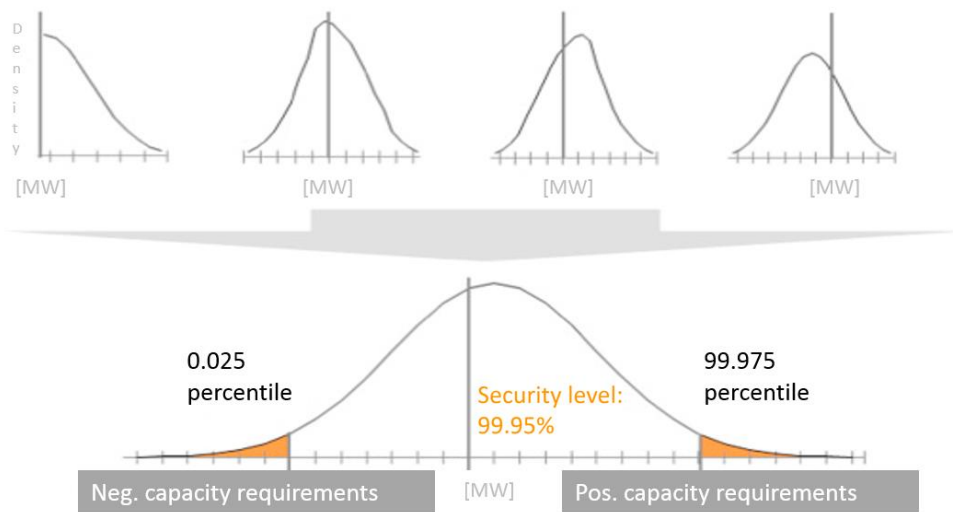 Density
[MW]
[MW]
[MW]
[MW]
0.025
percentile
Security level:
99.95%
99.975
percentile
Neg. capacity requirements
[MW]
Pos. capacity requirements